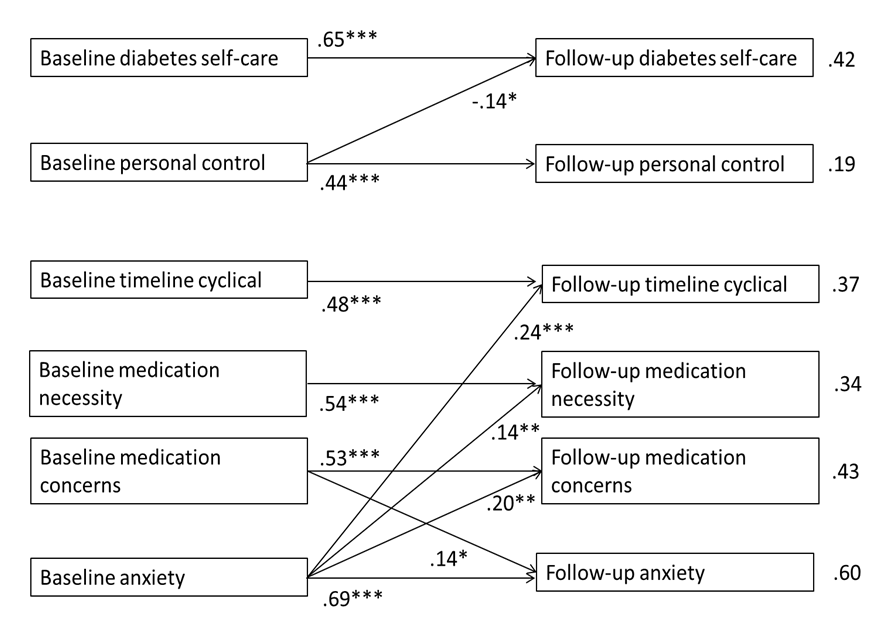 .65***
Baseline diabetes self-care
Follow-up diabetes self-care
.42
-.14*
Baseline personal control
Follow-up personal control
.19
.44***
Baseline timeline cyclical
Follow-up timeline cyclical
.37
.48***
.24***
Baseline medication
necessity
Follow-up medication
necessity
.34
.54***
.14**
Baseline medication
concerns
.53***
Follow-up medication
concerns
.43
.20**
.14*
Baseline anxiety
Follow-up anxiety
.60
.69***